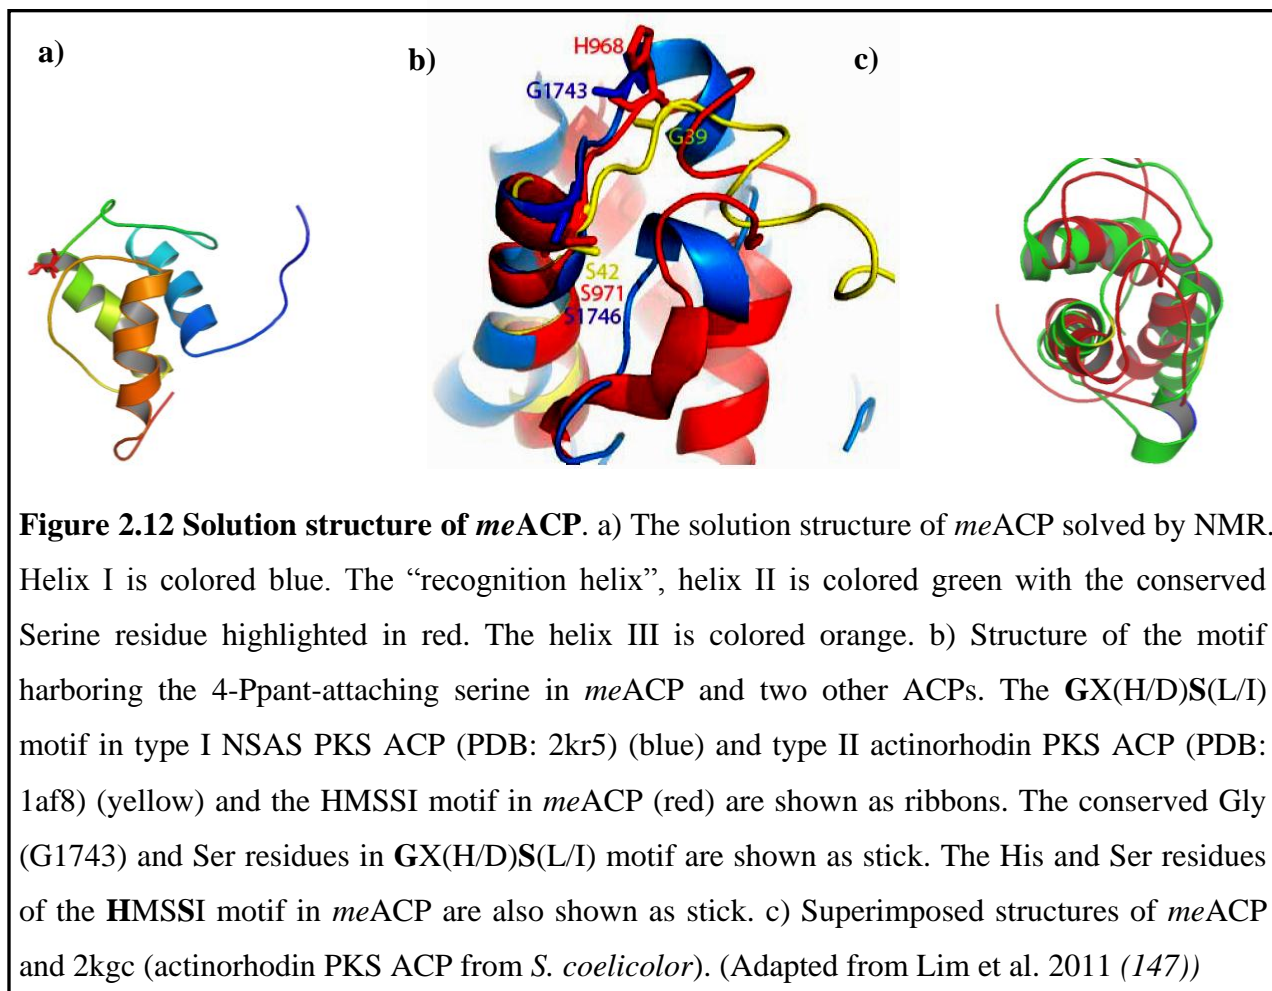 a)
b)
c)
H968
G1743
G39
S42
S971
S1746
Figure 2.12 Solution structure of meACP. a) The solution structure of meACP solved by NMR.
Helix I is colored blue. The “recognition helix”, helix II is colored green with the conserved
Serine residue highlighted in red. The helix III is colored orange. b) Structure of the motif
harboring the 4-Ppant-attaching serine in meACP and two other ACPs. The GX(H/D)S(L/I)
motif in type I NSAS PKS ACP (PDB: 2kr5) (blue) and type II actinorhodin PKS ACP (PDB:
1af8) (yellow) and the HMSSI motif in meACP (red) are shown as ribbons. The conserved Gly
(G1743) and Ser residues in GX(H/D)S(L/I) motif are shown as stick. The His and Ser residues
of the HMSSI motif in meACP are also shown as stick. c) Superimposed structures of meACP
and 2kgc (actinorhodin PKS ACP from S. coelicolor). (Adapted from Lim et al. 2011 (147))